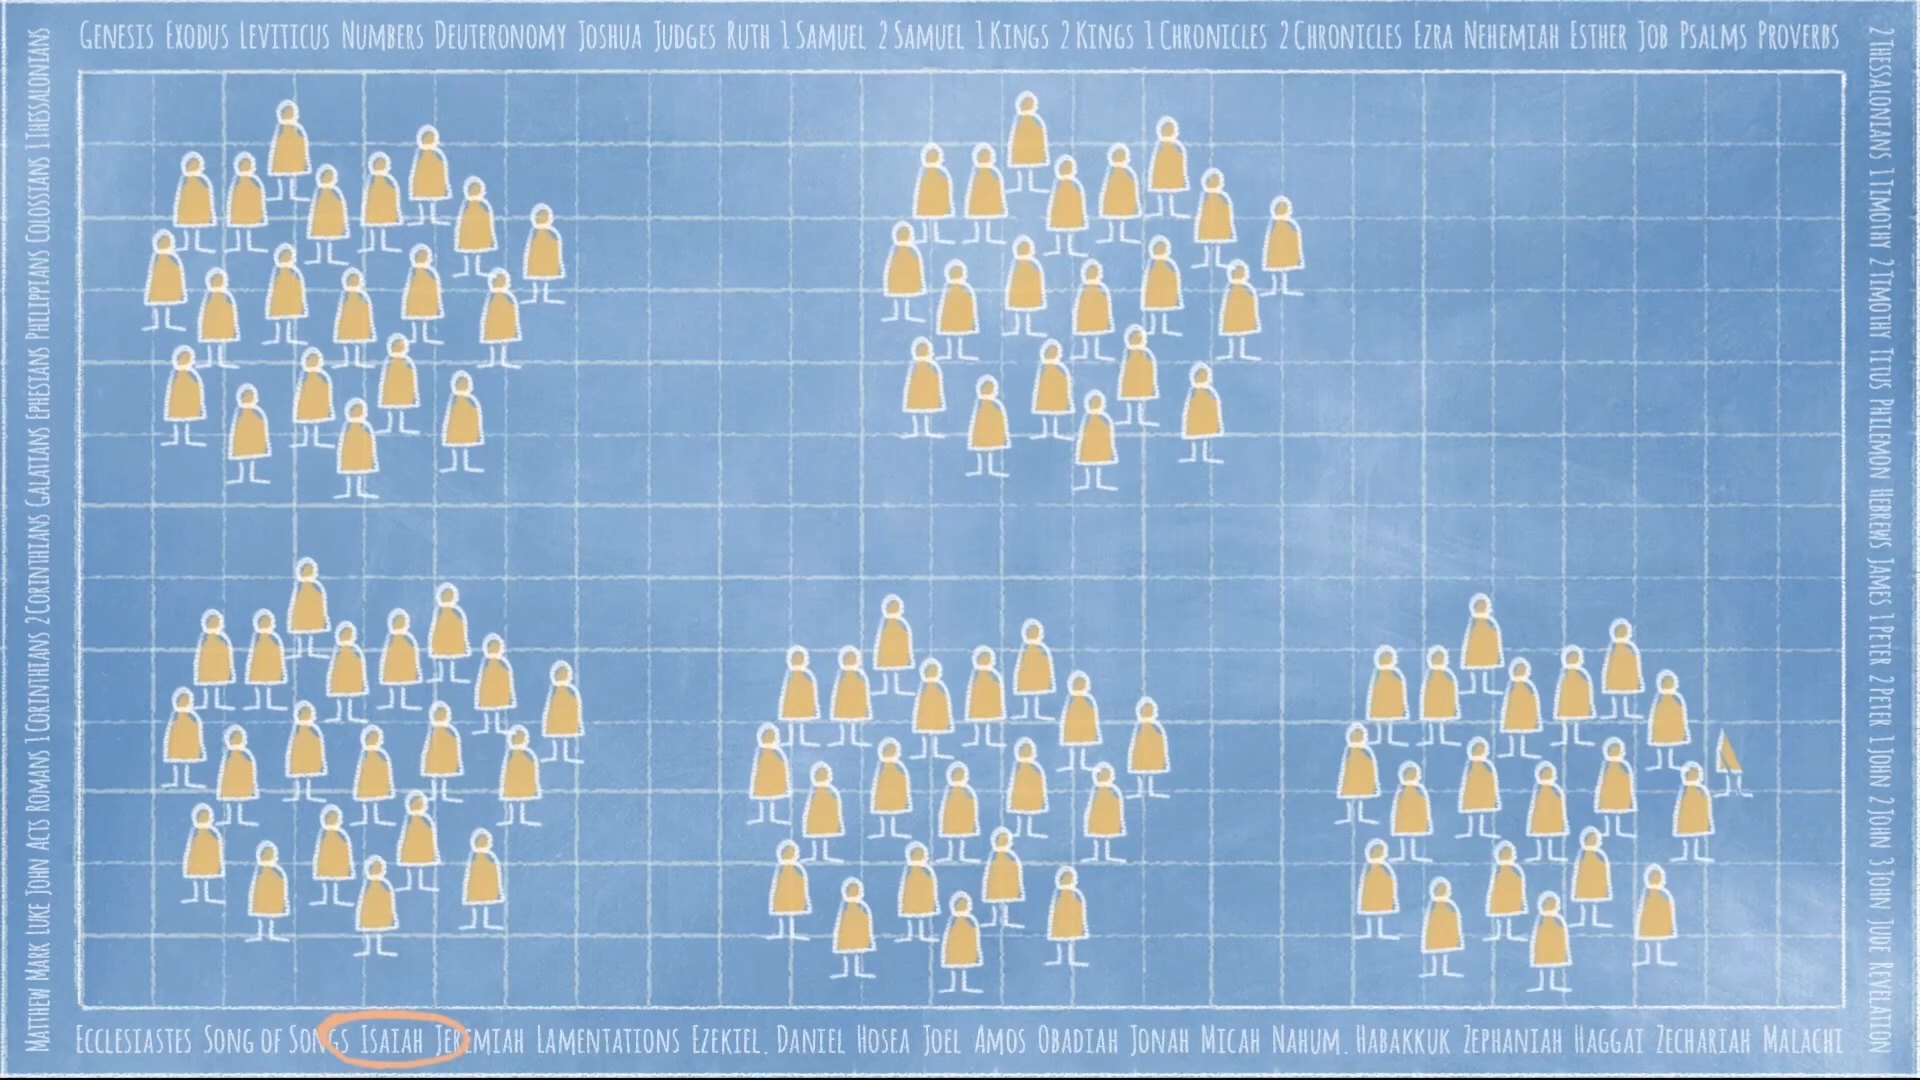 GENESIS EXODUS LEVITICUS NUMBERS DEUTERONOMY JOSHUA JUDGES RUTH 1 SAMUEL 2 SAMUEL 1 KINGS 2 KINGS 1 CHRONICLES 2 CHRONICLES EZRA NEHEMIAH ESTHER JOB PSALMS PROVERBS
ECCLESIASTES SONG OF SONGS ISAIAH JEREMIAH LAMENTATIONS EZEKIEL. DANIEL HOSEA JOEL AMOS OBADIAH JONAH MICAH NAHUM. HABAKKUK ZEPHANIAH HAGGAI ZECHARIAH MALACHI
MATTHEW MARK LUKE JOHN ACTS ROMANS 1 CORINTHIANS 2 CORINTHIANS GALATIANS EPHESIANS PHILIPPIANS COLOSSIANS 1 THESSALONIANS
2 THESSALONIANS 1 TIMOTHY 2 TIMOTHY TITUS PHILEMON HEBREWS JAMES 1 PETER 2 PETER 1 JOHN 2 JOHN 3 JOHN JUDE REVELATION